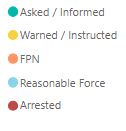 Asked / Informed
Warned / Instructed
FPN
Reasonable Force
Arrested